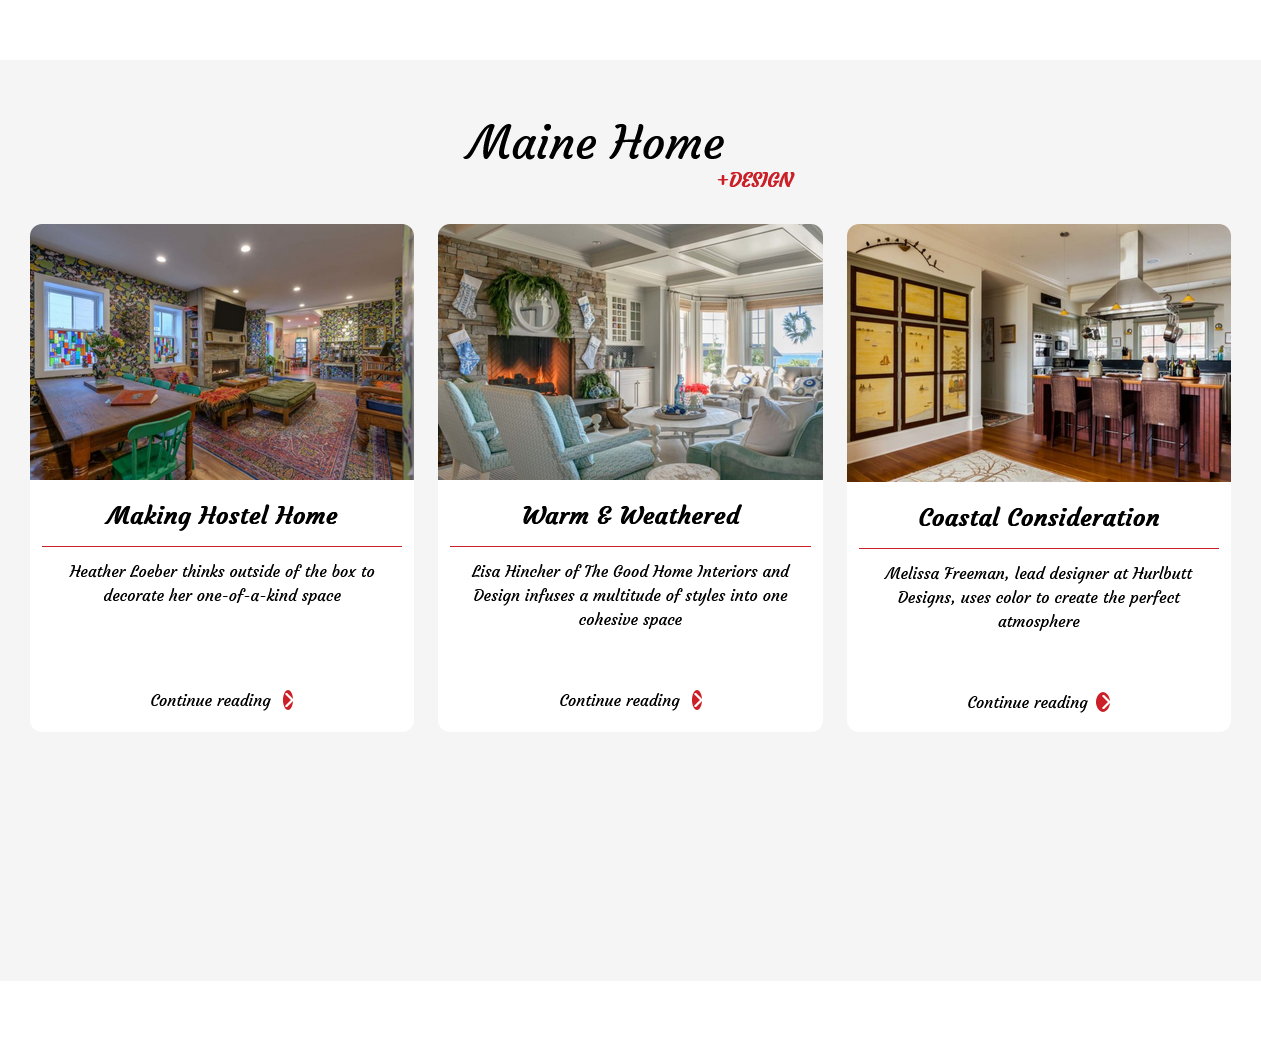 Maine Home
+DESIGN
Making Hostel Home
Heather Loeber thinks outside of the box to
decorate her one-of-a-kind space
Continue reading
Warm & Weathered
Lisa Hincher of The Good Home Interiors and
Design infuses a multitude of styles into one
cohesive space
Continue reading
Coastal Consideration
Melissa Freeman, lead designer at Hurlbutt
Designs, uses color to create the perfect
atmosphere
Continue reading